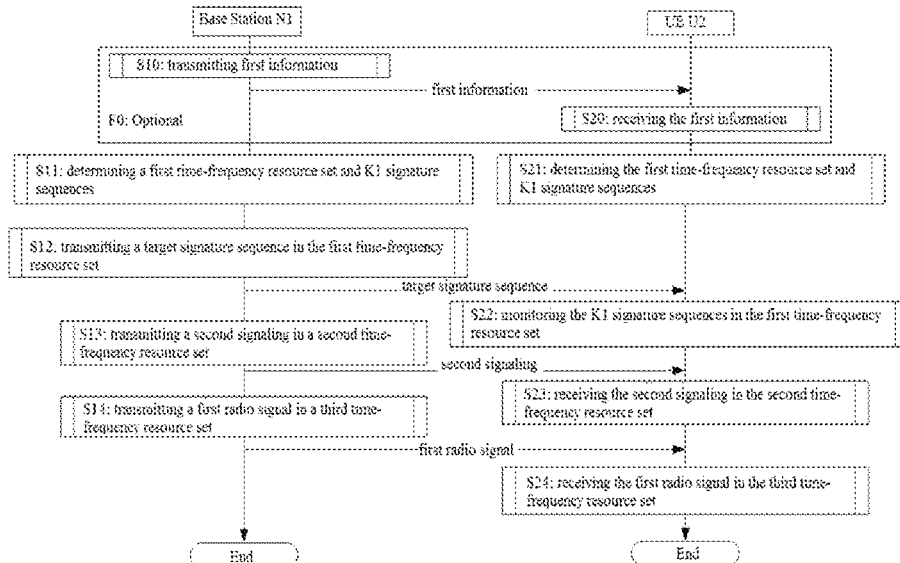 Base Station N1
UE U2
S10: transmitting first information
first information
F0: Optional
S20: receiving the first information
S11: determining a first time-frequency resource set and K1 signature
sequences
S21: determining the first time-frequency resource set and
K1 signature sequences
S12: transmitting a target signature sequence in the first time-frequency
resource set
target signature sequence
S22: monitoring the K1 signature sequences in the first time-frequency
resource set
S13: transmitting a second signaling in a second time-
frequency resource set
second signaling
S23: receiving the second signaling in the second time-
frequency resource set
S14: transmitting a first radio signal in a third time-
frequency resource set
first radio signal
S24: receiving the first radio signal in the third time-
frequency resource set
End
End